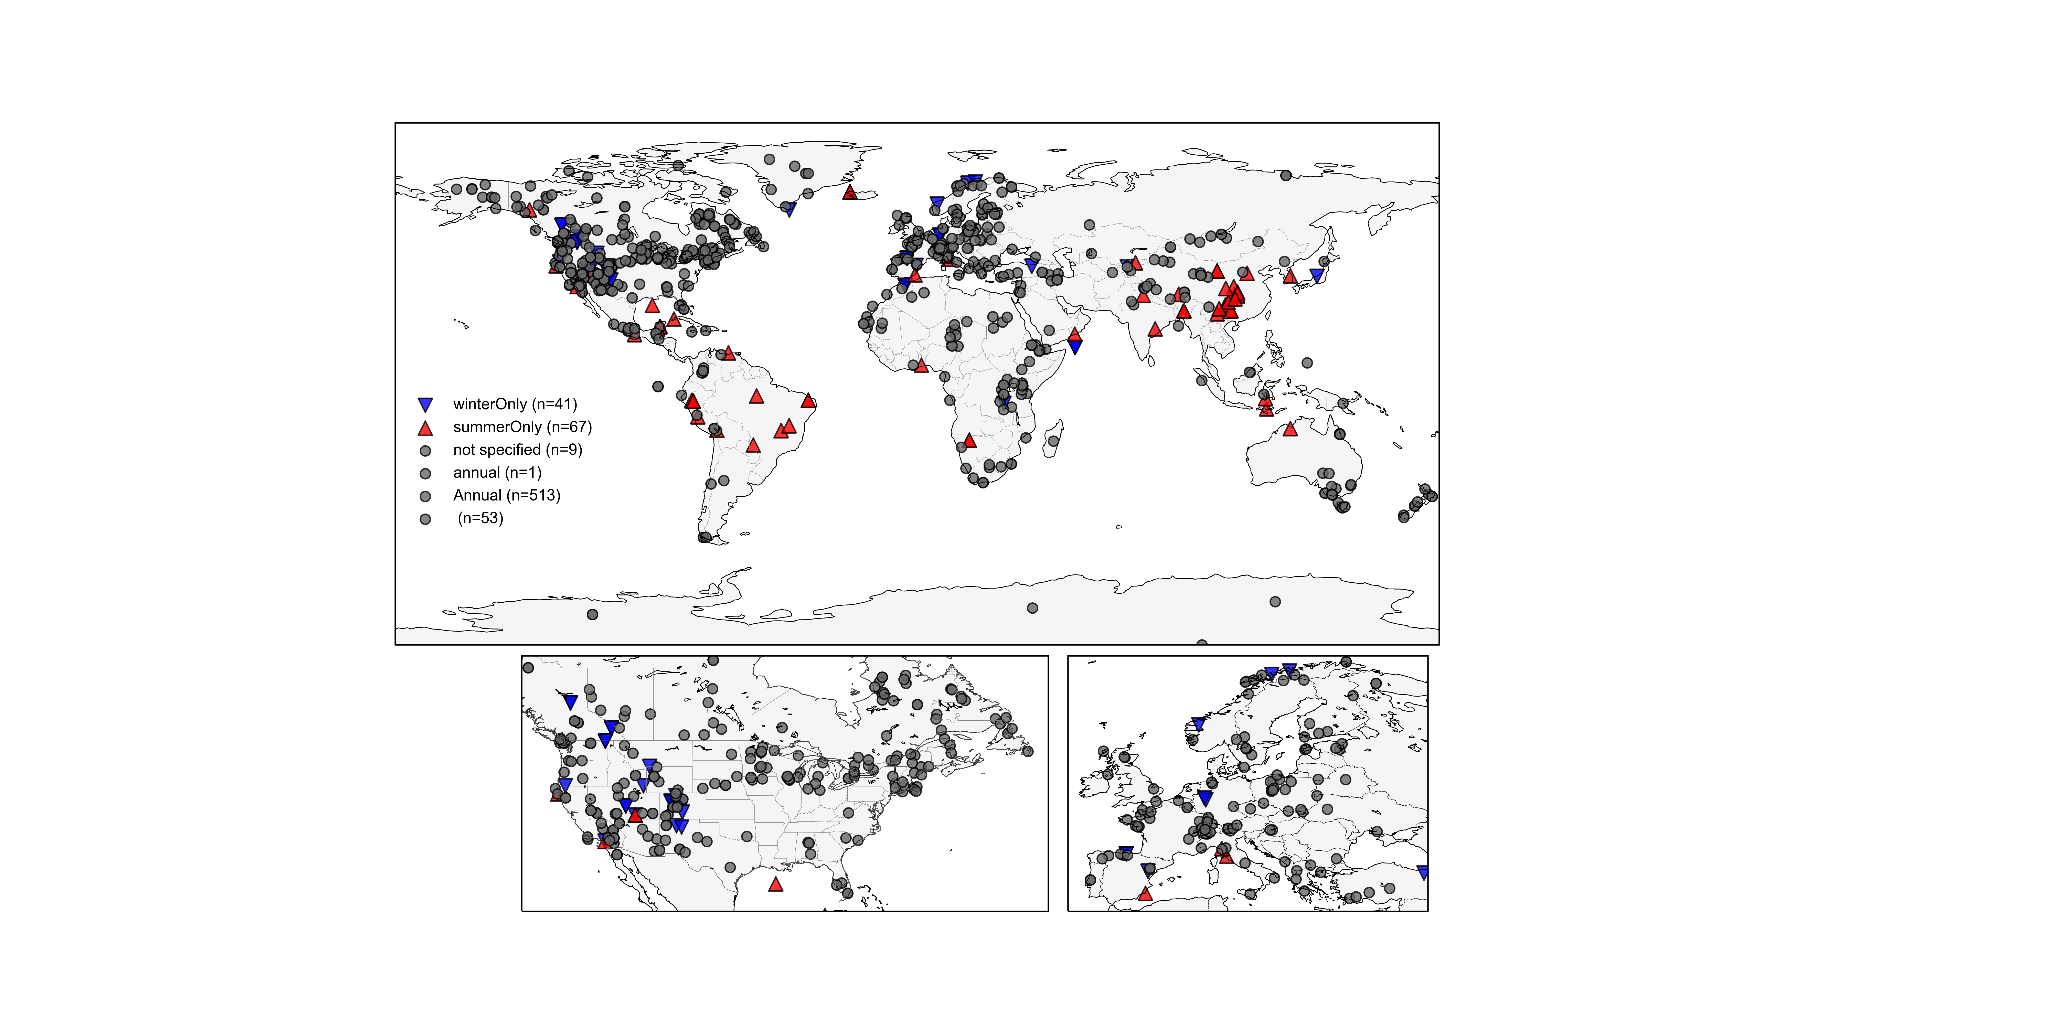 winterOnly (n=41)
summerOnly (n=67)
not specified (n=9)
annual (n=1)
Annual (n=513)
(n=53)